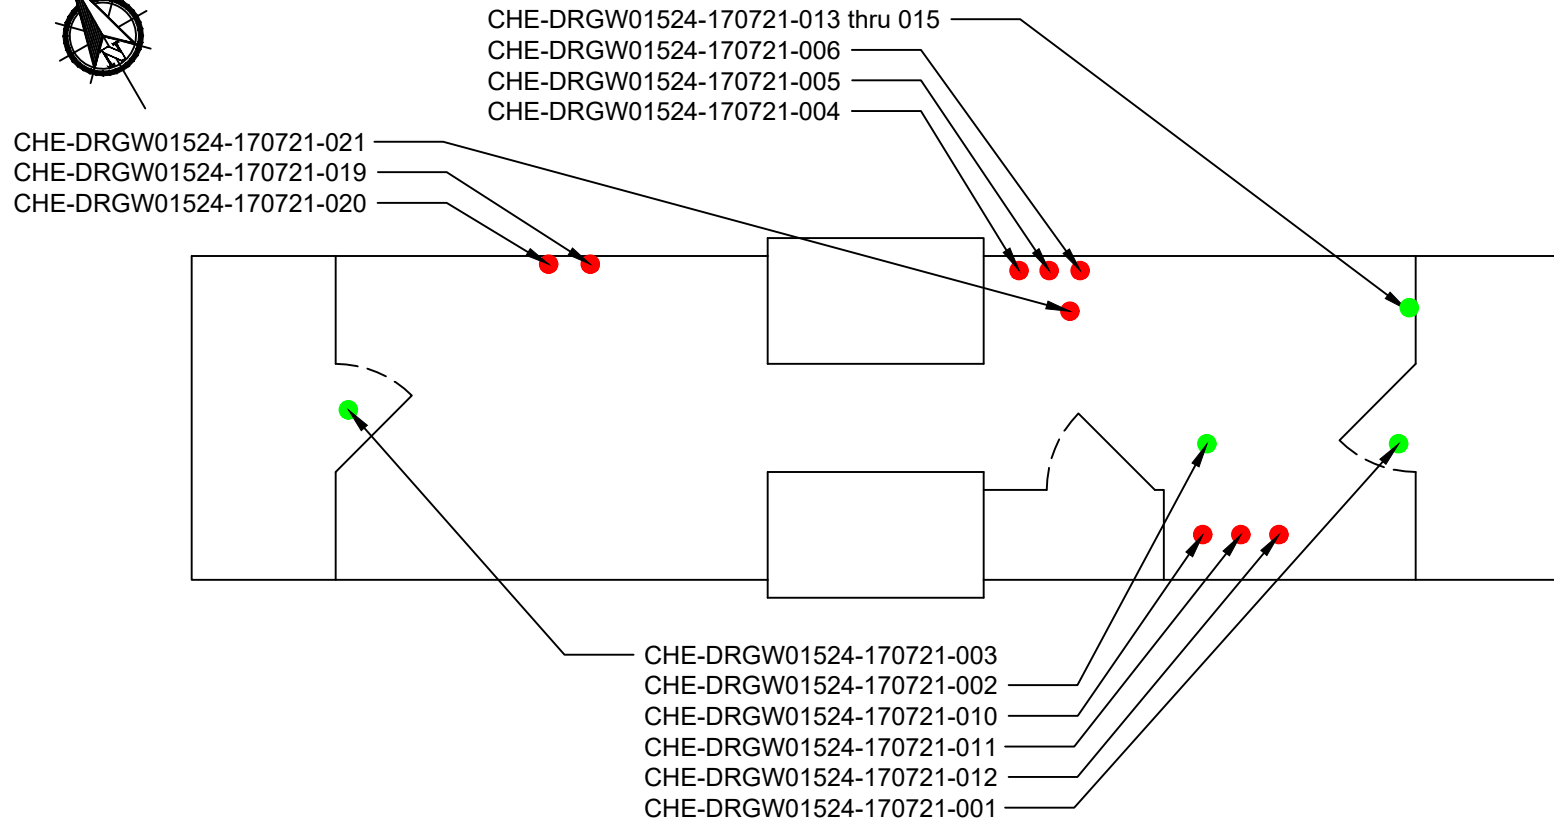 CHE-DRGW01524-170721-013 thru 015
CHE-DRGW01524-170721-006
CHE-DRGW01524-170721-005
CHE-DRGW01524-170721-004
CHE-DRGW01524-170721-021
CHE-DRGW01524-170721-019
CHE-DRGW01524-170721-020
CHE-DRGW01524-170721-003
CHE-DRGW01524-170721-002
CHE-DRGW01524-170721-010
CHE-DRGW01524-170721-011
CHE-DRGW01524-170721-012
CHE-DRGW01524-170721-001